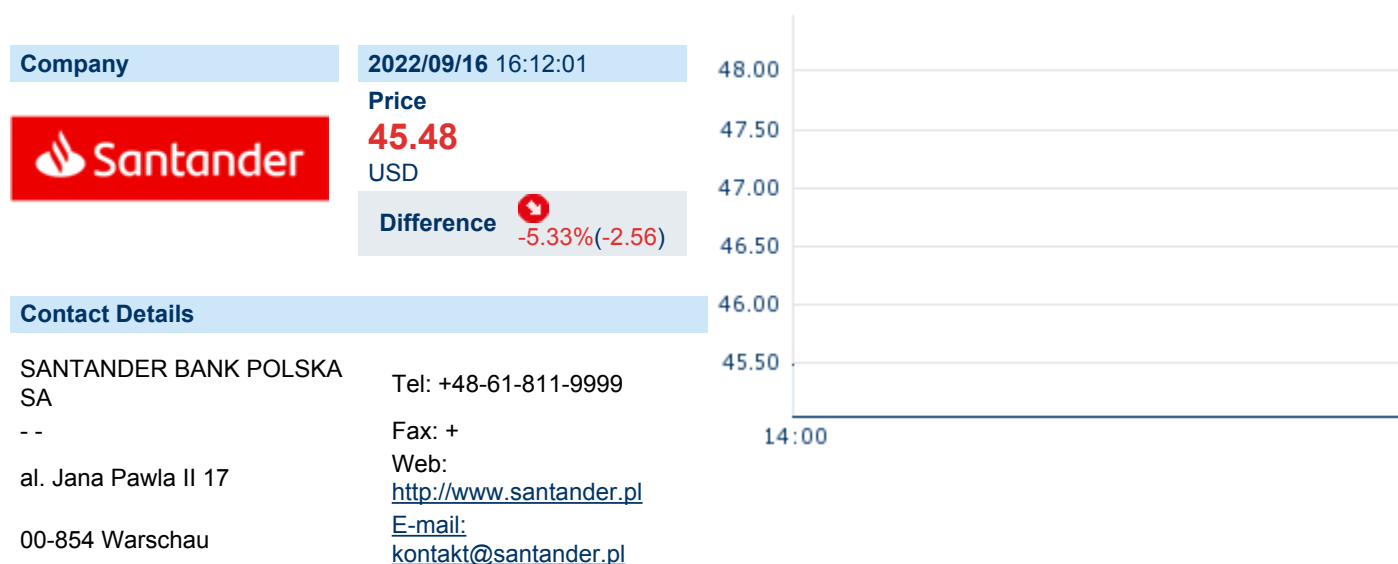 Company
Santander
2022/09/16 16:12:01
Price
45.48
USD
Difference
-5.33%(-2.56)
48.00
47.50
47.00
46.50
46.00
45.50
14:00
Contact Details
SANTANDER BANK POLSKA
SA
- -
al. Jana Pawla II 17
00-854 Warschau
Tel: +48-61-811-9999
Fax: +
Web:
http://www.santander.pl
E-mail:
kontakt@santander.pl